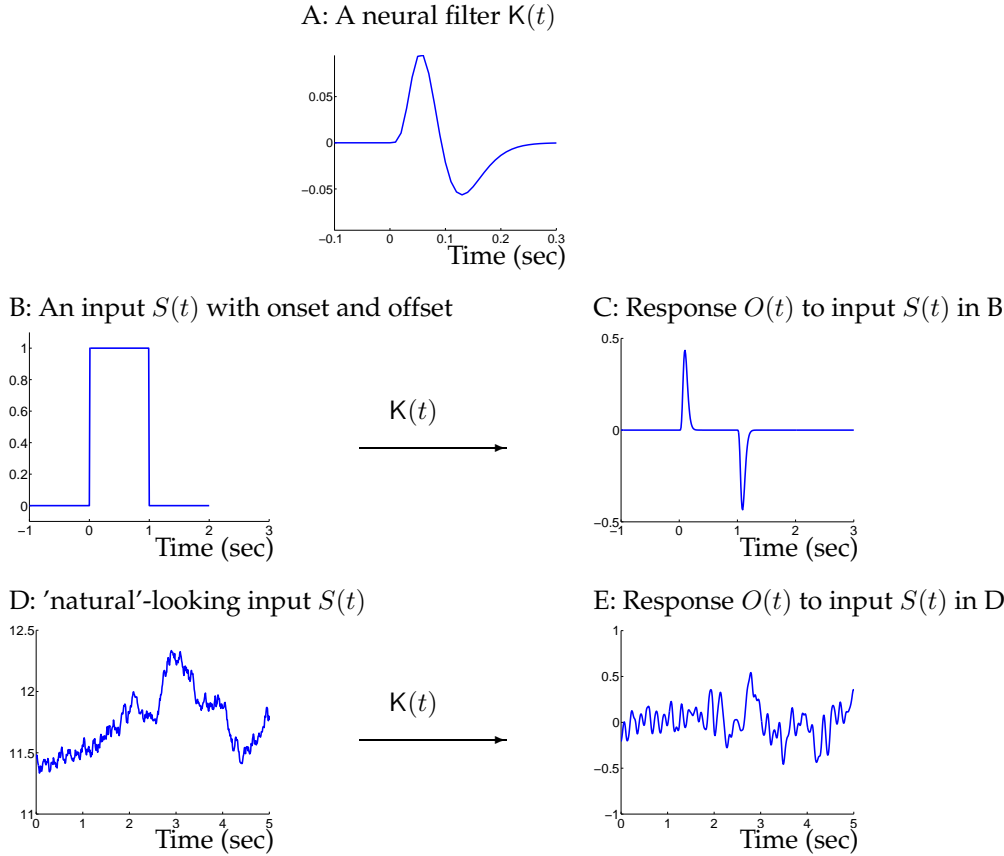 A: A neural filter K(t)
0.05
0
−0.05
−0.1 0 0.1 0.2 0.3
Time (sec)
B: An input S(t) with onset and offset
1
0.8
0.6
0.4
0.2
0
−1 0 1 2 3
Time (sec)
K(t)
C: Response O(t) to input S(t) in B
0.5
0
−0.5
−1 0 1 2 3
Time (sec)
D: ’natural’-looking input S(t)
12.5
12
11.5
11
0 1 2 3 4 5
Time (sec)
K(t)
E: Response O(t) to input S(t) in D
1
0.5
0
−0.5
−1
0 1 2 3 4 5
Time (sec)